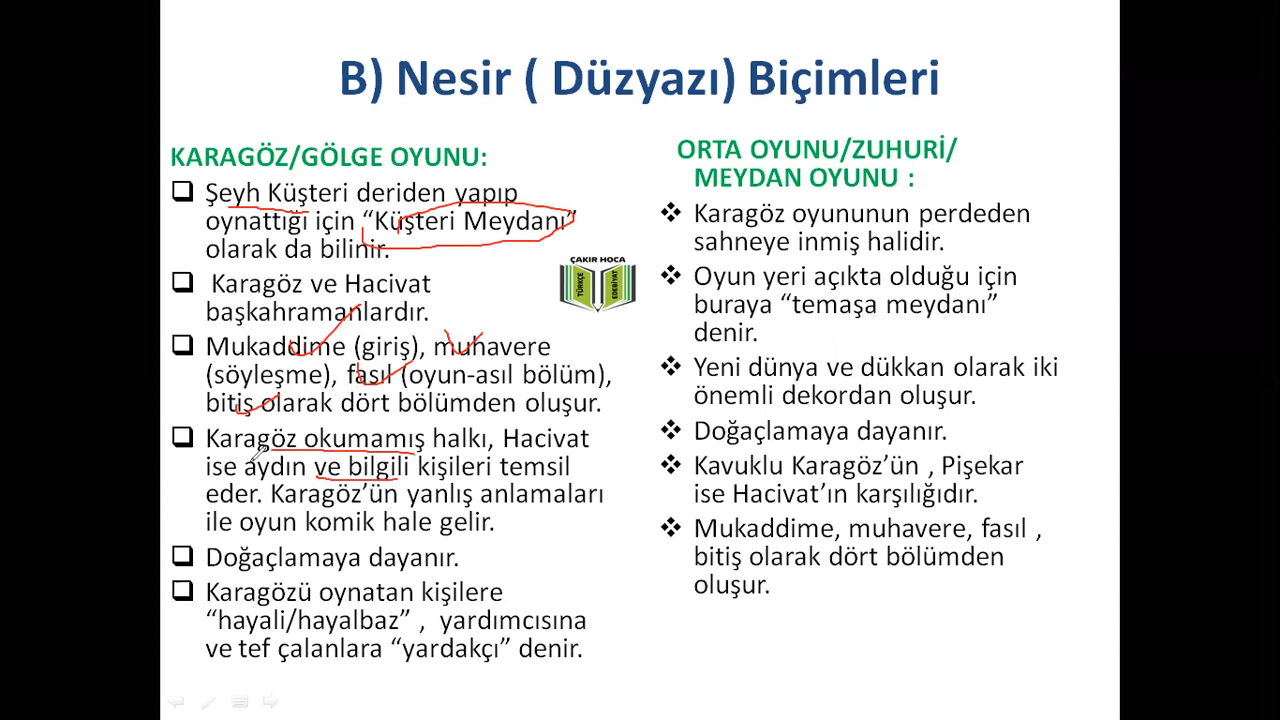 B) Nesir ( Düzyazı) Biçimleri
KARAGÖZ/GÖLGE OYUNU:
Şeyh Küşteri deriden yapıp
oynattığı için “Küşteri Meydanı”
olarak da bilinir.
Karagöz ve Hacivat
başkahramanlardır.
Mukaddime (giriş), muhavere
(söyleşme), fasıl (oyun-asıl bölüm),
bitiş olarak dört bölümden oluşur.
Karagöz okumamış halkı, Hacivat
ise aydın ve bilgili kişileri temsil
eder. Karagöz’ün yanlış anlamaları
ile oyun komik hale gelir.
Doğaçlamaya dayanır.
Karagözü oynatan kişilere
“hayali/hayalbaz” , yardımcısına
ve tef çalanlara “yardakçı” denir.
ÇAKIR HOCA
TÜRKÇE
EDEBİYAT
ORTA OYUNU/ZUHURİ/
MEYDAN OYUNU :
Karagöz oyununun perdeden
sahneye inmiş halidir.
Oyun yeri açıkta olduğu için
buraya “temaşa meydanı”
denir.
Yeni dünya ve dükkan olarak iki
önemli dekordan oluşur.
Doğaçlamaya dayanır.
Kavuklu Karagöz’ün , Pişekar
ise Hacivat’ın karşılığıdır.
Mukaddime, muhavere, fasıl ,
bitiş olarak dört bölümden
oluşur.